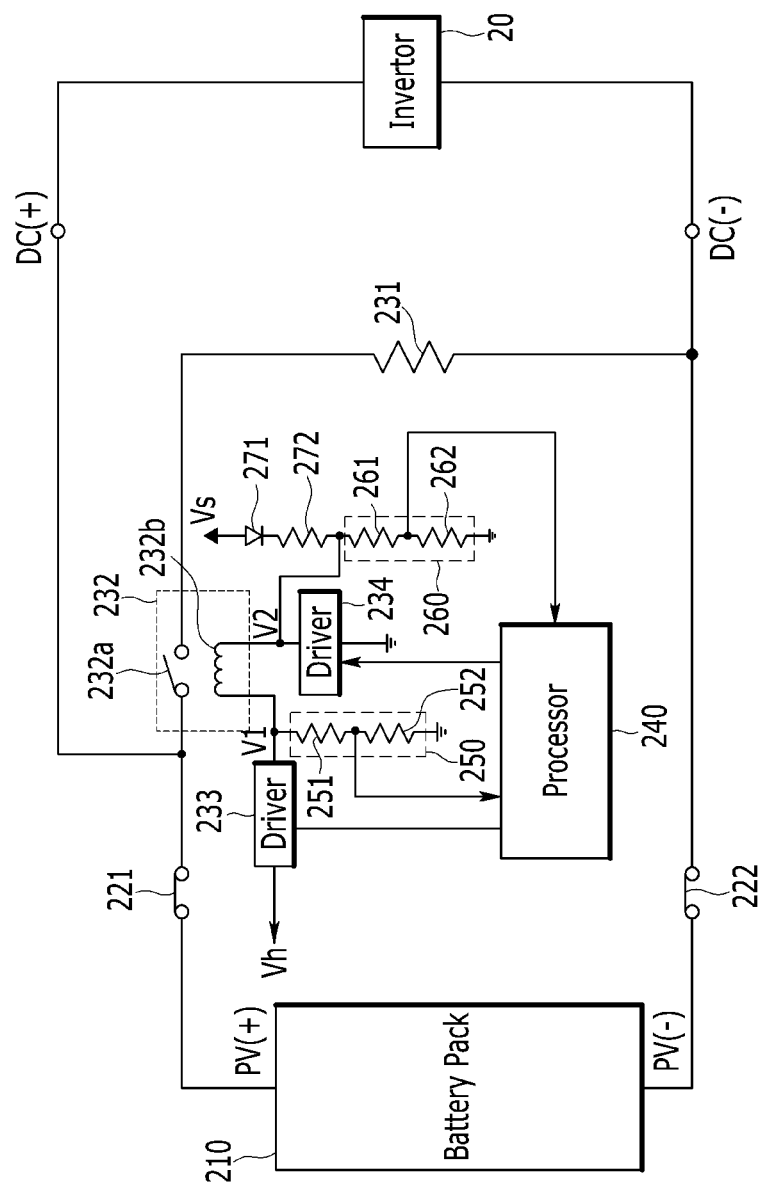 210
Battery Pack
PV(+)
PV(-)
221
222
Vh
233
Driver
V1
232
232a
232b
V2
Driver
234
251
252
250
Vs
271
272
261
262
260
Processor
240
231
DC(+)
DC(-)
Invertor
20